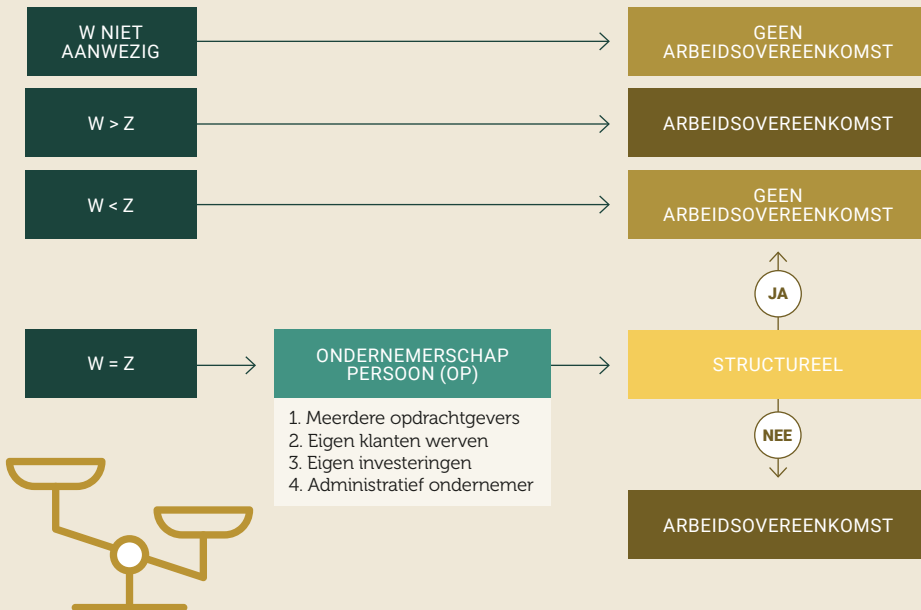 W NIET
AANWEZIG
GEEN
ARBEIDSOVEREENKOMST
W > Z
ARBEIDSOVEREENKOMST
W < Z
GEEN
ARBEIDSOVEREENKOMST
JA
W = Z
ONDERNEMERSCHAP
PERSOON (OP)
STRUCTUREEL
1. Meerdere opdrachtgevers
2. Eigen klanten werven
3. Eigen investeringen
4. Administratief ondernemer
NEE
ARBEIDSOVEREENKOMST